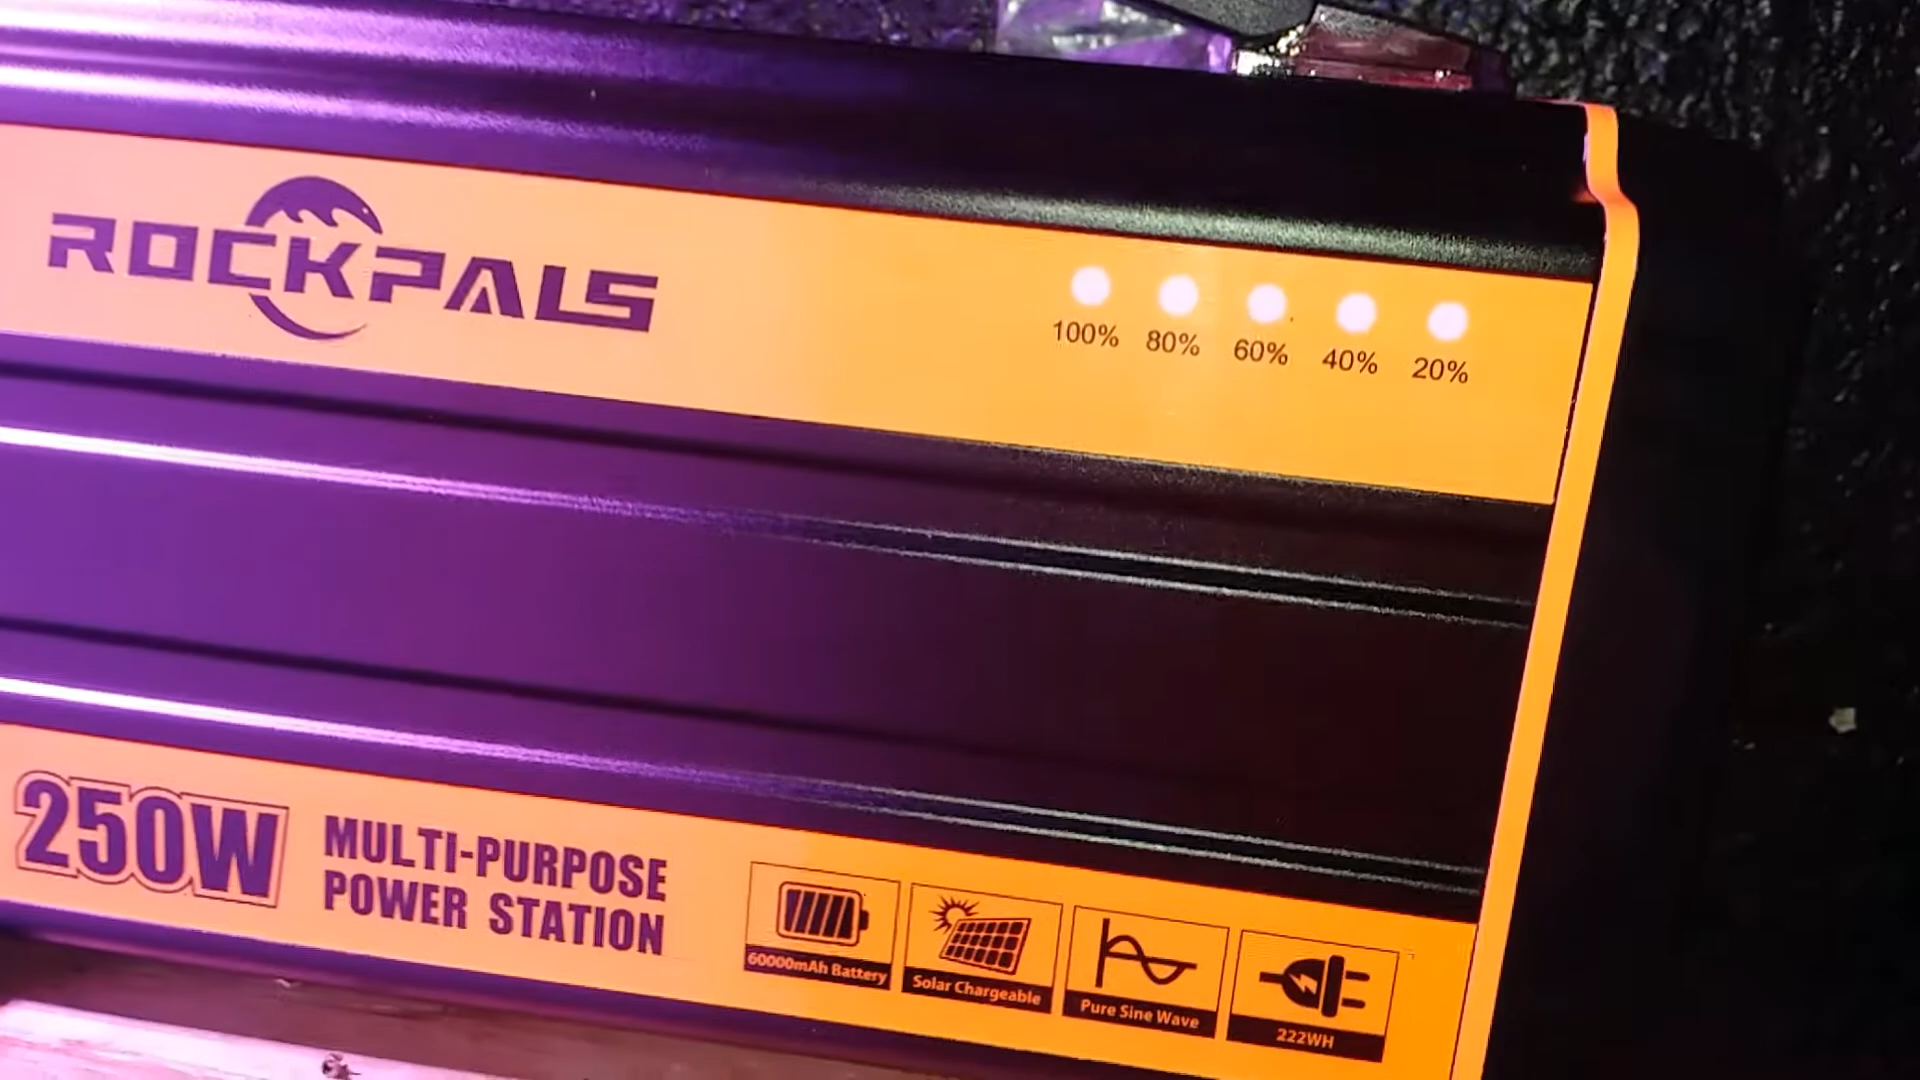 ROCKPALS
100% 80% 60% 40% 20%
250W
MULTI-PURPOSE
POWER STATION
60000mAh Battery
Solar Chargeable
Pure Sine Wave
222WH